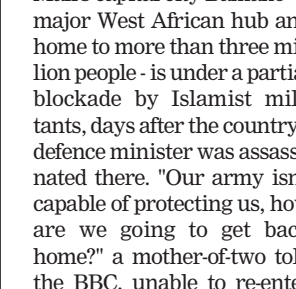 major West African hub an
home to more than three mi
lion people - is under a partia
blockade by Islamist mil
tants, days after the country
defence minister was assass
nated there. "Our army isn
capable of protecting us, how
are we going to get bac
home?" a mother-of-two tol
the BBC, unable to re-ente